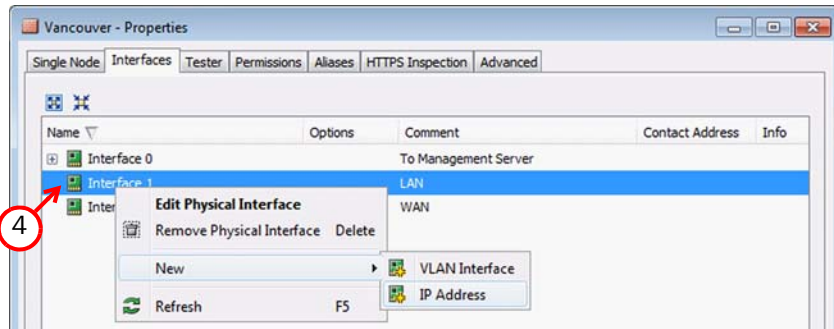 Vancouver - Properties
Single Node Interfaces Tester Permissions Aliases HTTPS Inspection Advanced
Name Options Comment Contact Address Info
Interface 0 To Management Server
Interface 1 LAN
Inter WAN
4
Edit Physical Interface
Remove Physical Interface Delete
New
VLAN Interface
IP Address
Refresh F5